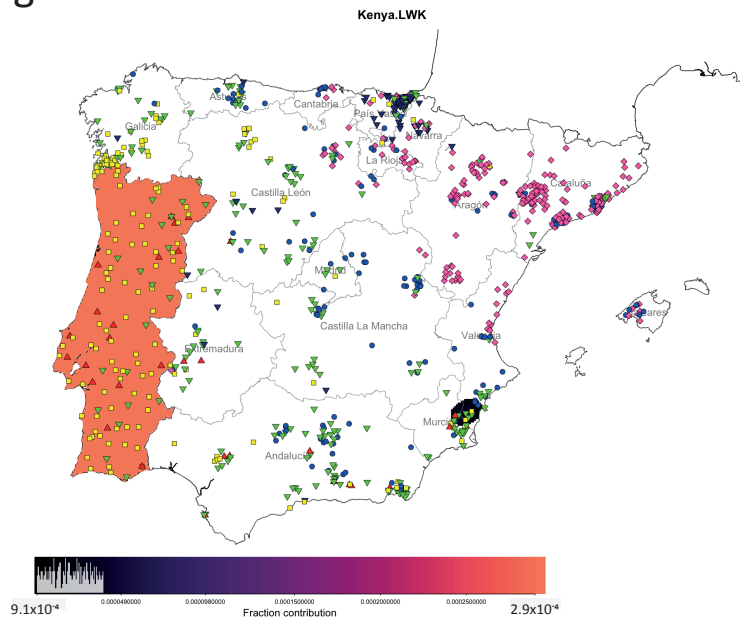 Kenya.LWK
Asturias
Cantabria
País Vasco
Galicia
Navarra
La Rioja
Cataluña
Castilla León
Aragón
Madrid
Baleares
Castilla La Mancha
Valencia
Extremadura
Murcia
Andalucía
0.0000490000 0.0000980000 0.0001500000 0.0002000000 0.0002500000
9.1x10⁻⁴ Fraction contribution 2.9x10⁻⁴